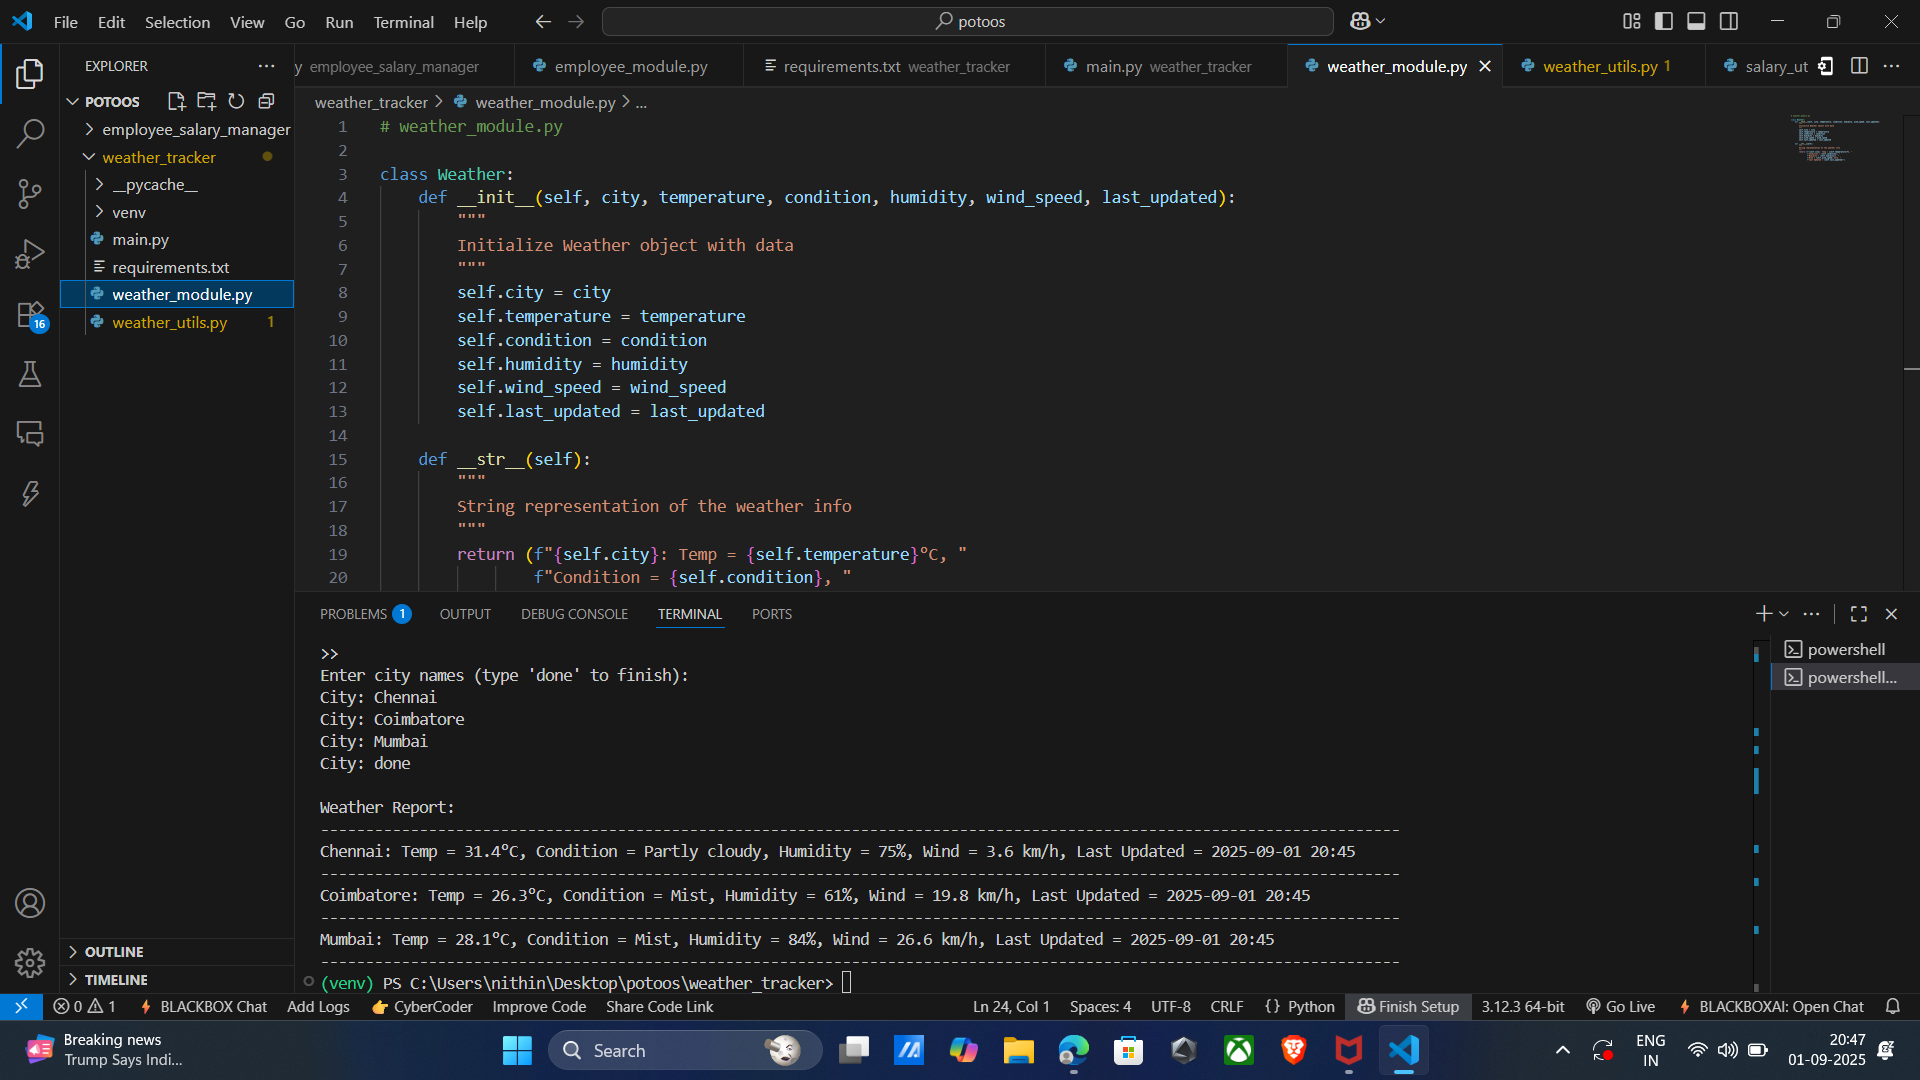 File Edit Selection View Go Run Terminal Help
potoos
EXPLORER
POTOOS
employee_salary_manager
weather_tracker
__pycache__
venv
main.py
requirements.txt
weather_module.py
weather_utils.py 1
16
y employee_salary_manager
employee_module.py
requirements.txt weather_tracker
main.py weather_tracker
weather_module.py
weather_utils.py 1
salary_ut
weather_tracker > weather_module.py > ...
1 # weather_module.py
2
3 class Weather:
4 def __init__(self, city, temperature, condition, humidity, wind_speed, last_updated):
5 """
6 Initialize Weather object with data
7 """
8 self.city = city
9 self.temperature = temperature
10 self.condition = condition
11 self.humidity = humidity
12 self.wind_speed = wind_speed
13 self.last_updated = last_updated
14
15 def __str__(self):
16 """
17 String representation of the weather info
18 """
19 return (f"{self.city}: Temp = {self.temperature}°C, "
20 f"Condition = {self.condition}, "
PROBLEMS 1 OUTPUT DEBUG CONSOLE TERMINAL PORTS
>>
Enter city names (type 'done' to finish):
City: Chennai
City: Coimbatore
City: Mumbai
City: done
Weather Report:
Chennai: Temp = 31.4°C, Condition = Partly cloudy, Humidity = 75%, Wind = 3.6 km/h, Last Updated = 2025-09-01 20:45
Coimbatore: Temp = 26.3°C, Condition = Mist, Humidity = 61%, Wind = 19.8 km/h, Last Updated = 2025-09-01 20:45
Mumbai: Temp = 28.1°C, Condition = Mist, Humidity = 84%, Wind = 26.6 km/h, Last Updated = 2025-09-01 20:45
(venv) PS C:\Users\nithin\Desktop\potoos\weather_tracker>
powershell
powershell...
OUTLINE
TIMELINE
0 1 BLACKBOX Chat Add Logs CyberCoder Improve Code Share Code Link
Ln 24, Col 1 Spaces: 4 UTF-8 CRLF {} Python Finish Setup 3.12.3 64-bit Go Live BLACKBOXAI: Open Chat
Breaking news
Trump Says Indi...
Search
ENG
IN
20:47
01-09-2025